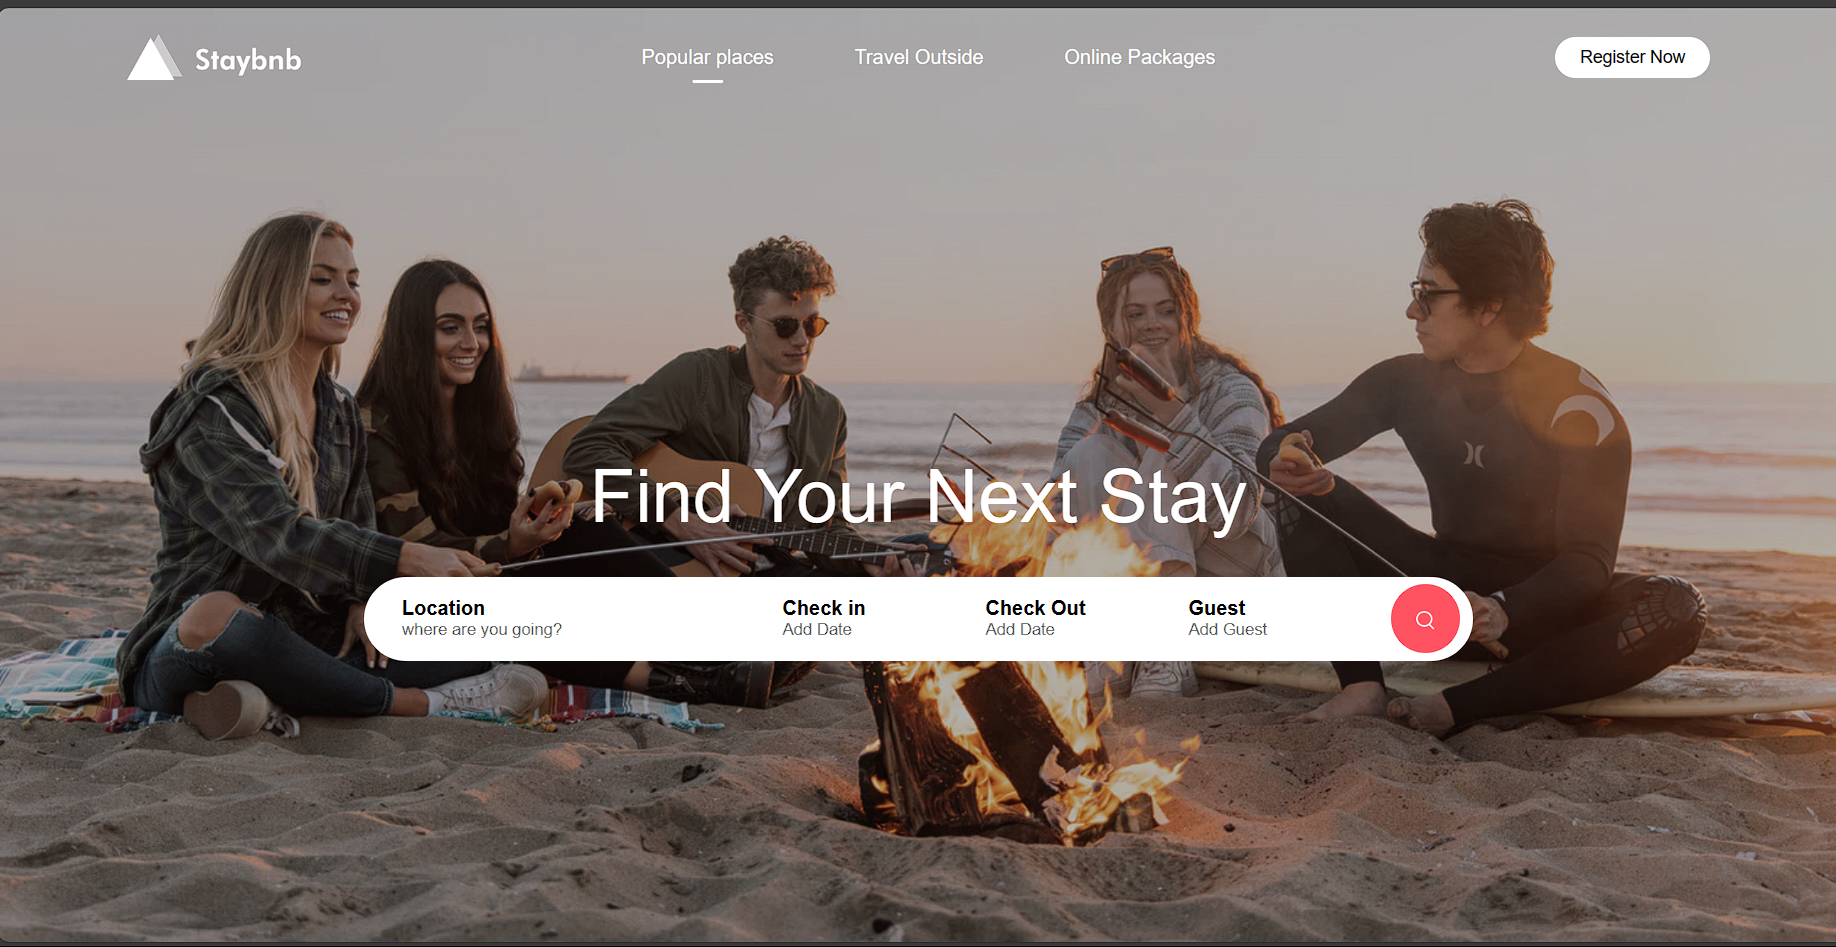 Staybnb
Popular places
Travel Outside
Online Packages
Register Now
Find Your Next Stay
Location
where are you going?
Check in
Add Date
Check Out
Add Date
Guest
Add Guest